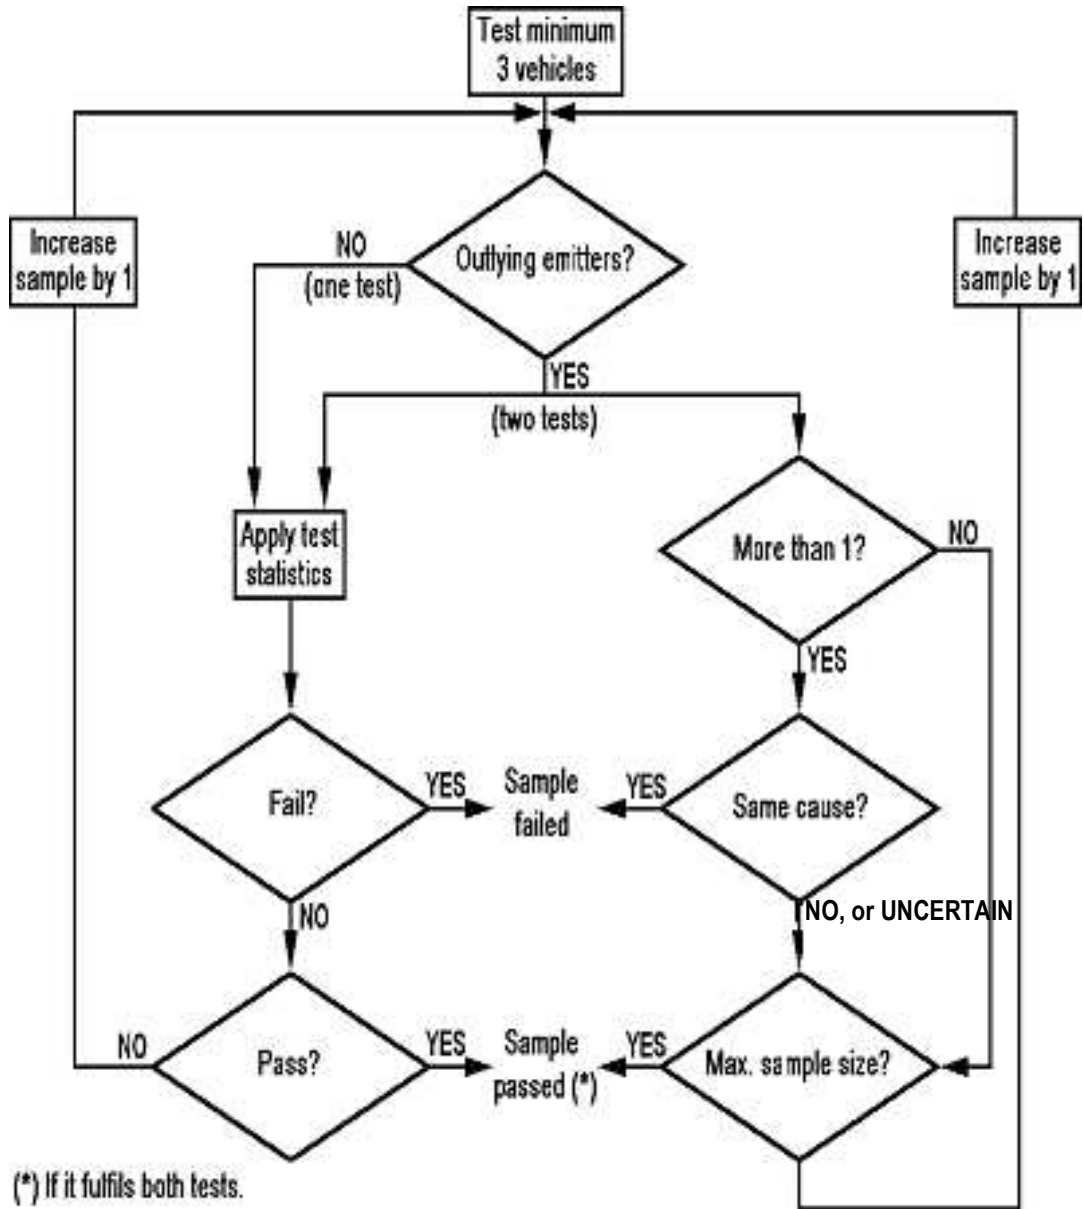 Test minimum
3 vehicles
Increase
sample by 1
NO
(one test)
Outlying emitters?
Increase
sample by 1
YES
(two tests)
Apply test
statistics
More than 1?
NO
YES
Fail?
YES
Sample
failed
YES
Same cause?
NO
NO, or UNCERTAIN
NO
Pass?
YES
Sample
passed (*)
YES
Max. sample size?
(*) If it fulfils both tests.